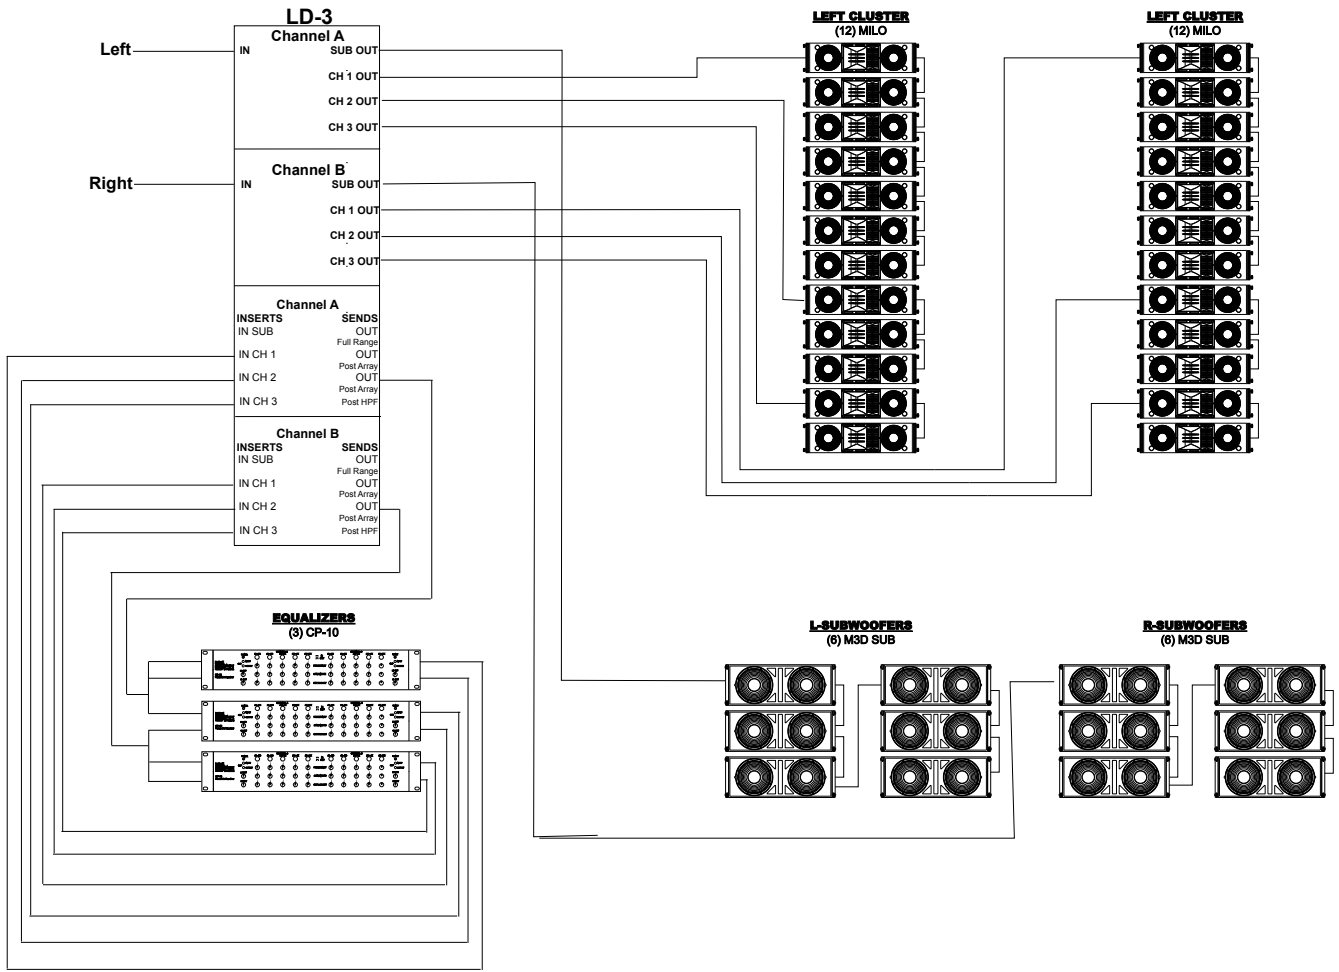 LD-3
Channel A
Left
IN
SUB OUT
CH 1 OUT
CH 2 OUT
CH 3 OUT
Channel B
Right
IN
SUB OUT
CH 1 OUT
CH 2 OUT
CH 3 OUT
Channel A
INSERTS
SENDS
IN SUB
OUT
Full Range
IN CH 1
OUT
Post Array
IN CH 2
OUT
Post Array
IN CH 3
Post HPF
Channel B
INSERTS
SENDS
IN SUB
OUT
Full Range
IN CH 1
OUT
Post Array
IN CH 2
OUT
Post Array
IN CH 3
Post HPF
LEFT CLUSTER
(12) MILO
LEFT CLUSTER
(12) MILO
EQUALIZERS
(3) CP-10
L-SUBWOOFERS
(6) M3D SUB
R-SUBWOOFERS
(6) M3D SUB